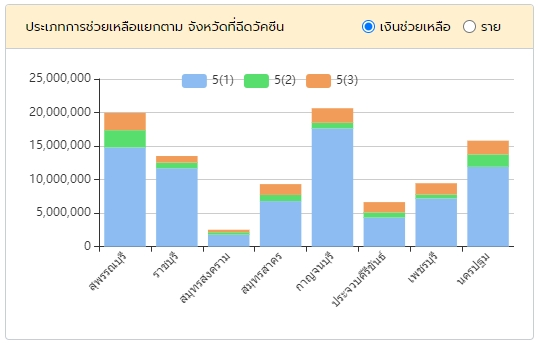 ประเภทการช่วยเหลือแยกตาม จังหวัดที่ฉีดวัคซีน
เงินช่วยเหลือ ราย
5(1) 5(2) 5(3)
25,000,000
20,000,000
15,000,000
10,000,000
5,000,000
0
สุพรรณบุรี
ราชบุรี
สมุทรสงคราม
สมุทรสาคร
กาญจนบุรี
ประจวบคีรีขันธ์
เพชรบุรี
นครปฐม